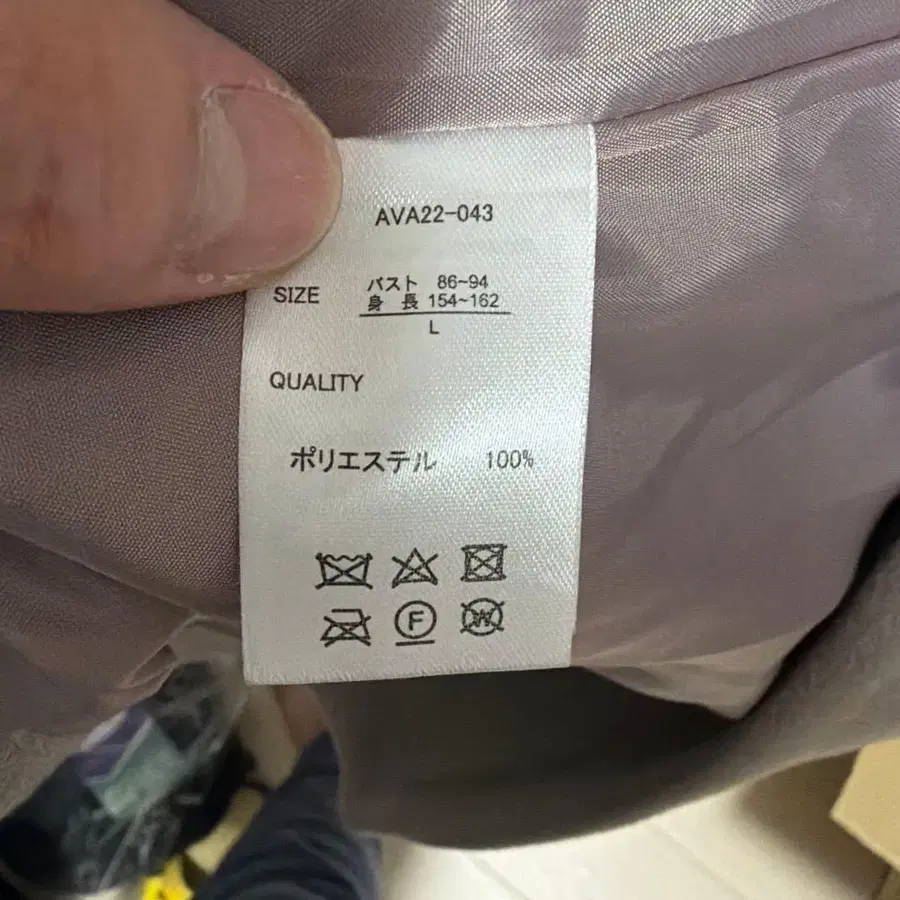 AVA22-043
SIZE バスト 86~94
身 長 154~162
L
QUALITY
ポリエステル 100%
F W